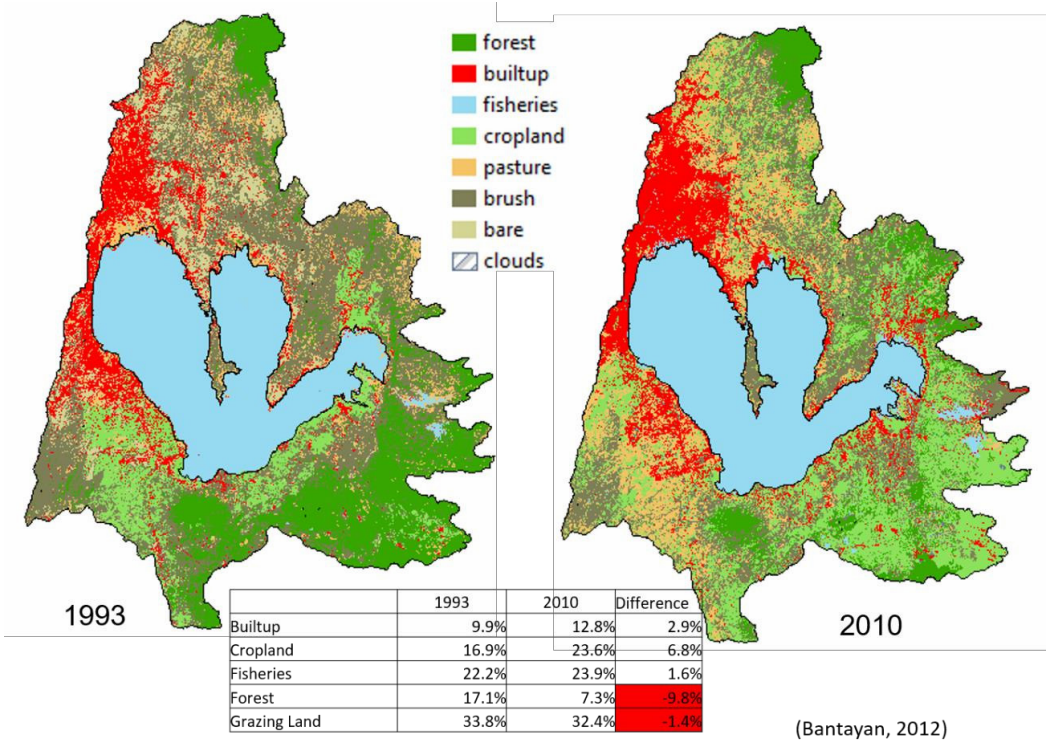 forest
builtup
fisheries
cropland
pasture
brush
bare
clouds
1993
2010
1993 2010 Difference
Builtup 9.9% 12.8% 2.9%
Cropland 16.9% 23.6% 6.8%
Fisheries 22.2% 23.9% 1.6%
Forest 17.1% 7.3% -9.8%
Grazing Land 33.8% 32.4% -1.4%
(Bantayan, 2012)